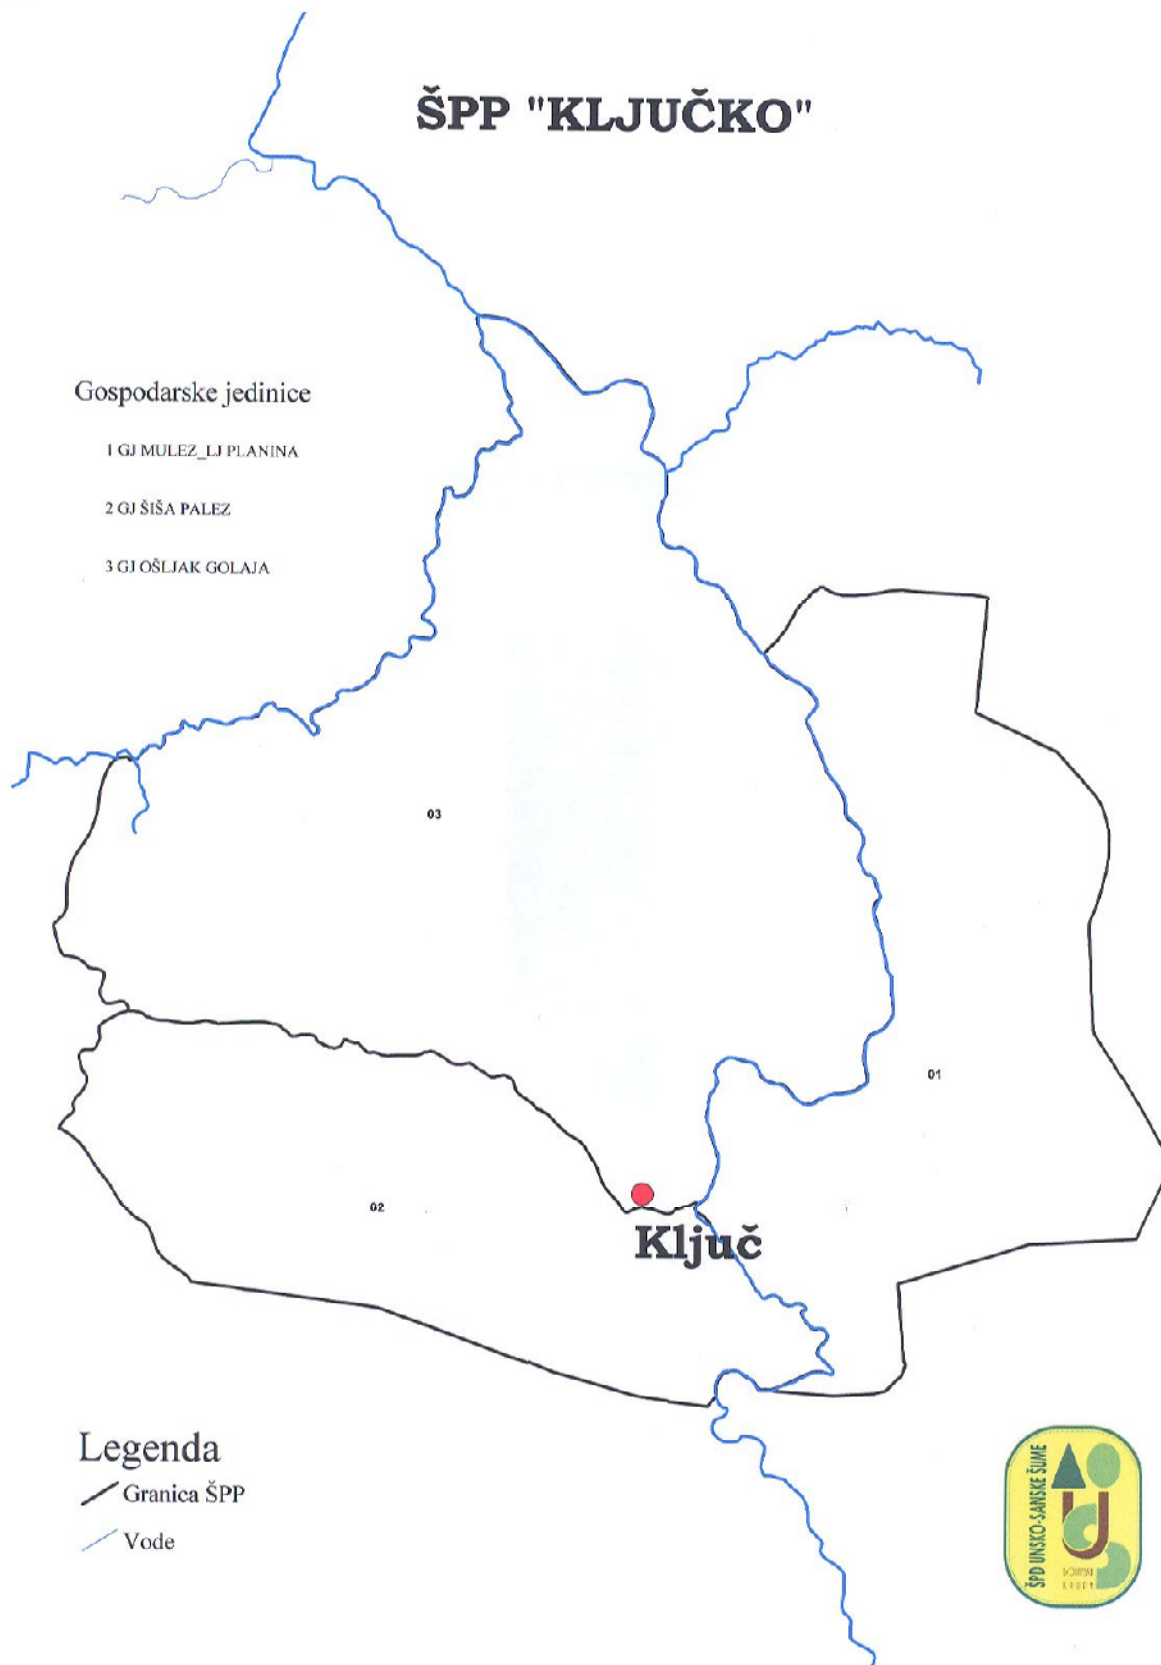 ŠPP "KLJUČKO"
Gospodarske jedinice
1 GJ MULEZ_LJ PLANINA
2 GJ ŠIŠA PALEZ
3 GJ OŠLJAK GOLAJA
03
01
02
Ključ
Legenda
Granica ŠPP
Vode
ŠPD UNSKO-SANSKE ŠUME